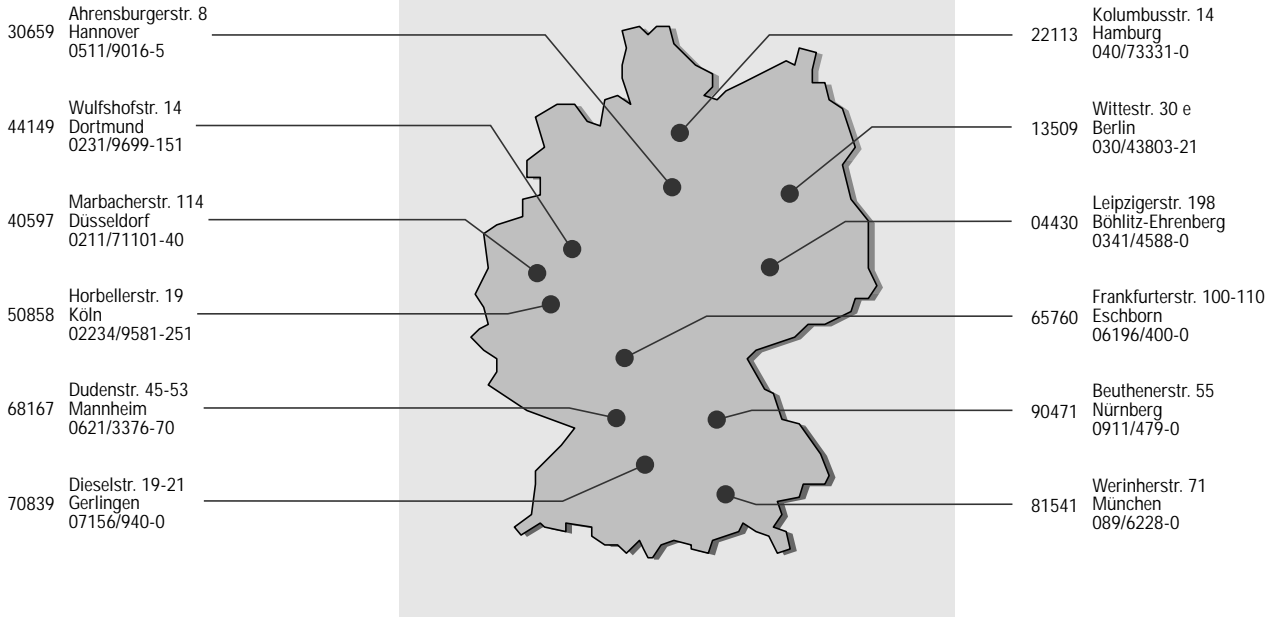 30659
Ahrensburgerstr. 8
Hannover
0511/9016-5
44149
Wulfshofstr. 14
Dortmund
0231/9699-151
40597
Marbacherstr. 114
Düsseldorf
0211/71101-40
50858
Horbellerstr. 19
Köln
02234/9581-251
68167
Dudenstr. 45-53
Mannheim
0621/3376-70
70839
Dieselstr. 19-21
Gerlingen
07156/940-0
22113
Kolumbusstr. 14
Hamburg
040/73331-0
13509
Wittestr. 30 e
Berlin
030/43803-21
04430
Leipzigerstr. 198
Böhlitz-Ehrenberg
0341/4588-0
65760
Frankfurterstr. 100-110
Eschborn
06196/400-0
90471
Beuthenerstr. 55
Nürnberg
0911/479-0
81541
Werinherstr. 71
München
089/6228-0